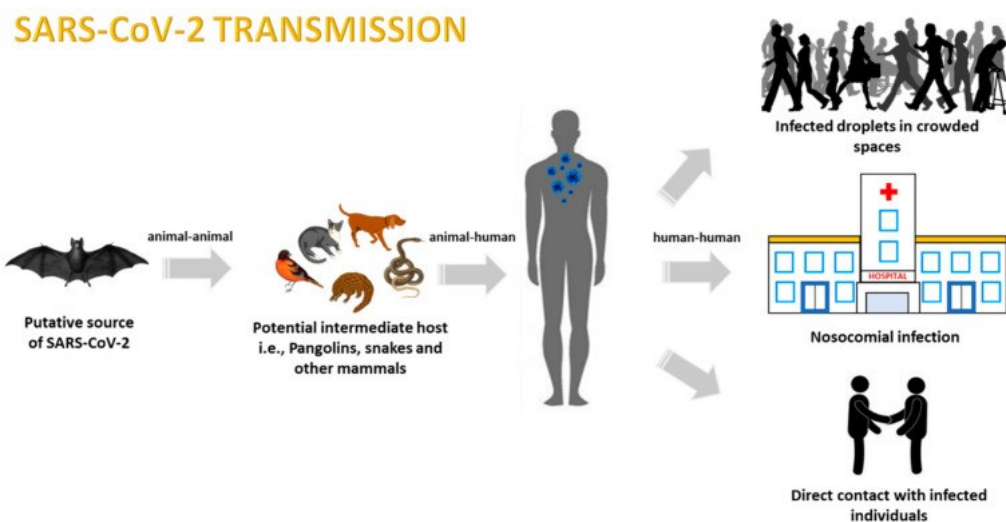 SARS-CoV-2 TRANSMISSION
Infected droplets in crowded
spaces
animal-animal
animal-human
human-human
HOSPITAL
Putative source
of SARS-CoV-2
Potential intermediate host
i.e., Pangolins, snakes and
other mammals
Nosocomial infection
Direct contact with infected
individuals